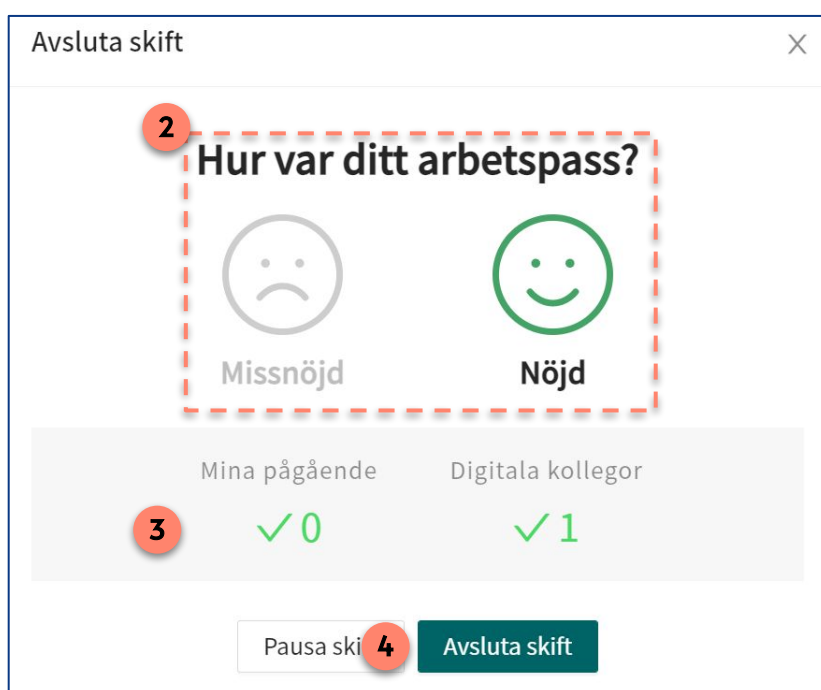 Avsluta skift
2
Hur var ditt arbetspass?
Missnöjd Nöjd
Mina pågående Digitala kollegor
3 0 1
Pausa ski 4 Avsluta skift